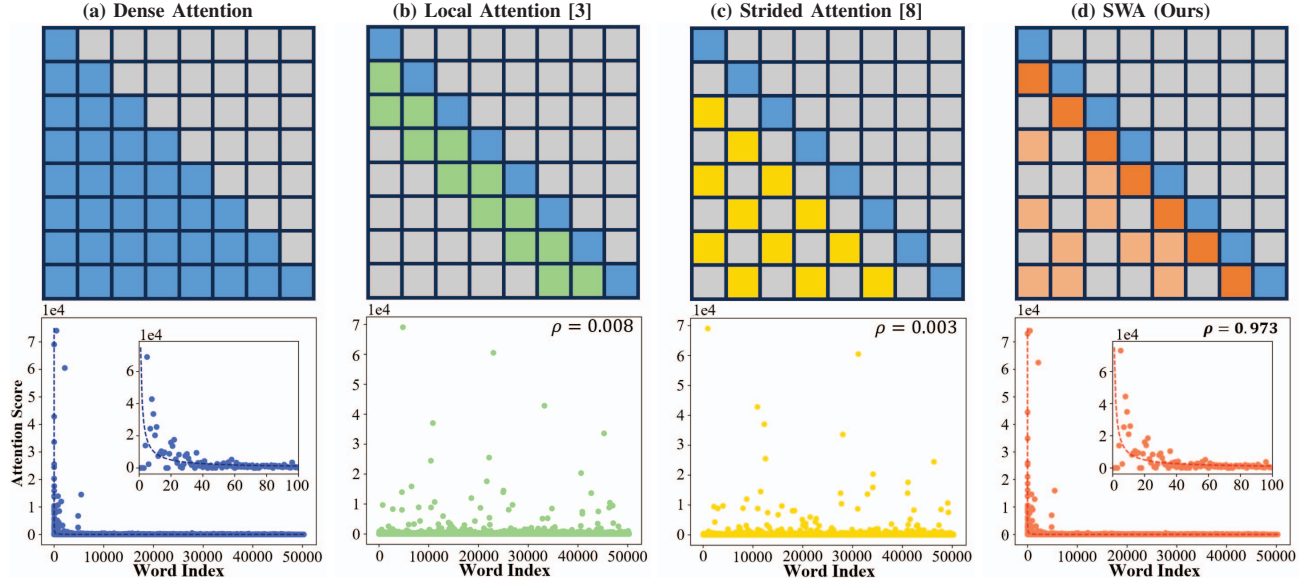 (a) Dense Attention
(b) Local Attention [3]
(c) Strided Attention [8]
(d) SWA (Ours)
1e4
7
6
5
4
3
2
1
0
Attention Score
1e4
6
4
2
0
0 20 40 60 80 100
0 10000 20000 30000 40000 50000
Word Index
1e4
ρ = 0.008
7
6
5
4
3
2
1
0
0 10000 20000 30000 40000 50000
Word Index
1e4
ρ = 0.003
7
6
5
4
3
2
1
0
0 10000 20000 30000 40000 50000
Word Index
1e4
ρ = 0.973
7
6
5
4
3
2
1
0
1e4
6
4
2
0
0 20 40 60 80 100
0 10000 20000 30000 40000 50000
Word Index